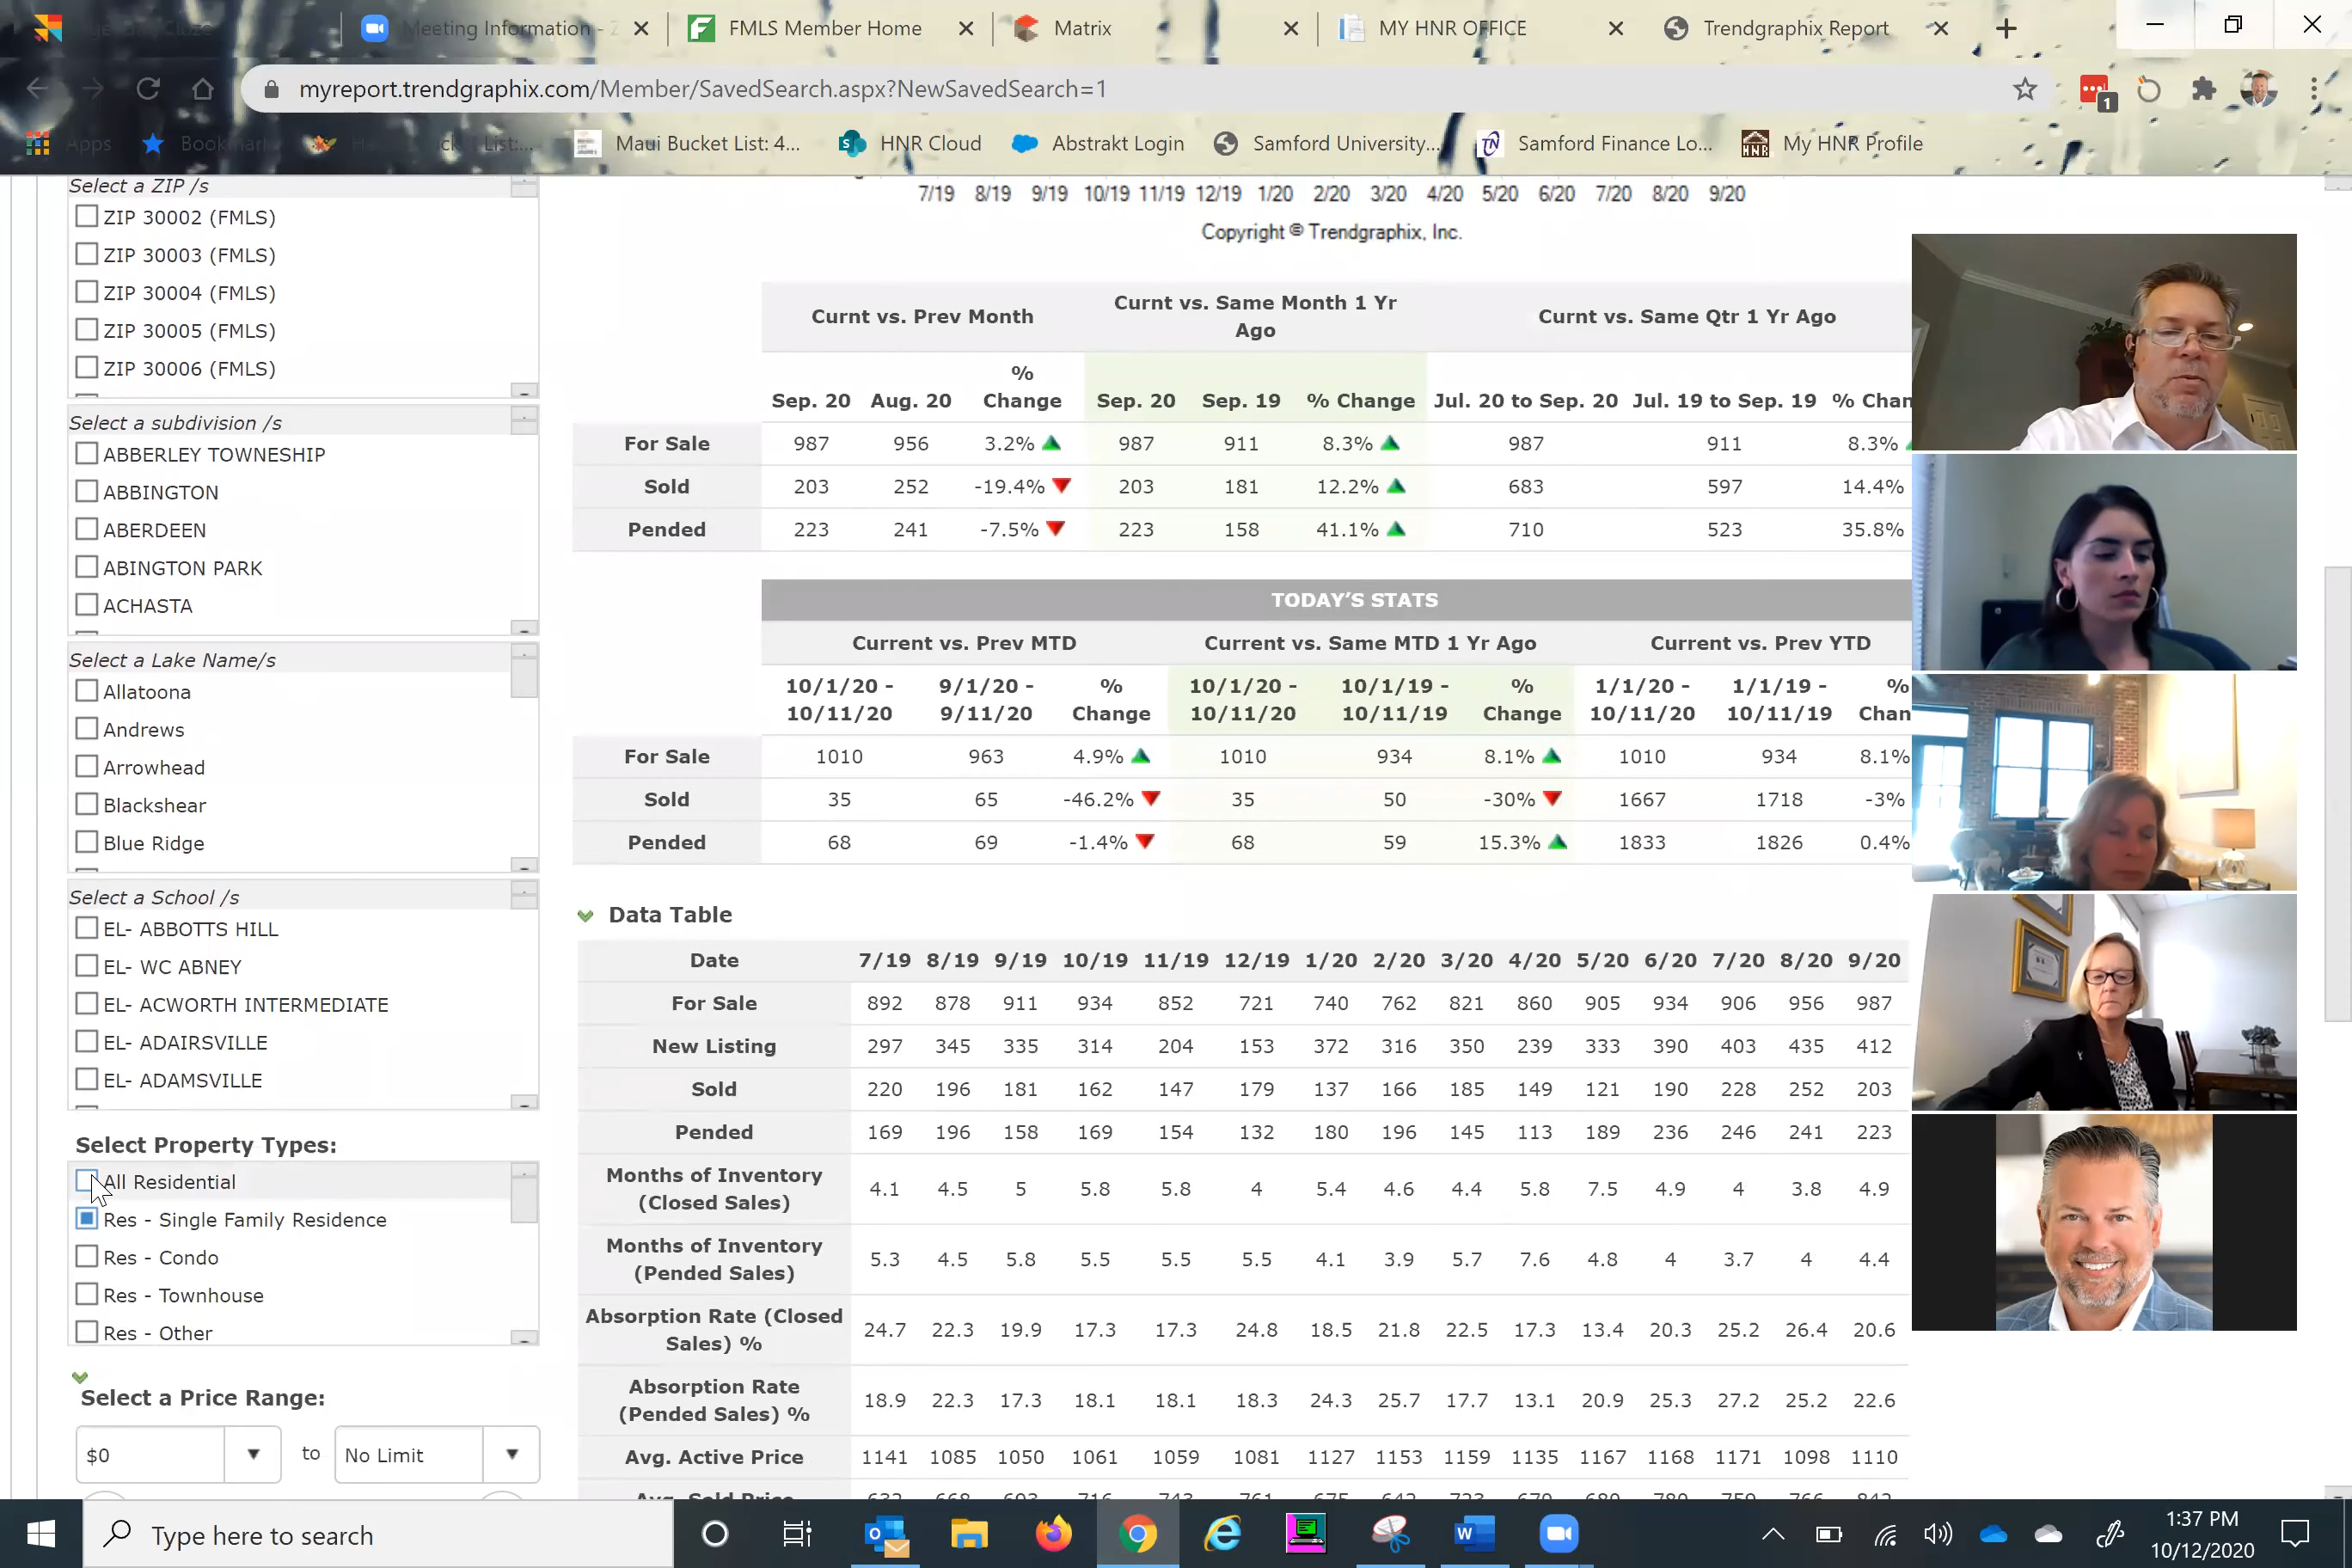 Meeting Information - Z
FMLS Member Home
Matrix
MY HNR OFFICE
Trendgraphix Report
myreport.trendgraphix.com/Member/SavedSearch.aspx?NewSavedSearch=1
1
Apps
Bookmar
Maui Bucket List: 4...
HNR Cloud
Abstrakt Login
Samford University...
Samford Finance Lo...
My HNR Profile
Select a ZIP /s
ZIP 30002 (FMLS)
ZIP 30003 (FMLS)
ZIP 30004 (FMLS)
ZIP 30005 (FMLS)
ZIP 30006 (FMLS)
Select a subdivision /s
ABBERLEY TOWNESHIP
ABBINGTON
ABERDEEN
ABINGTON PARK
ACHASTA
Select a Lake Name/s
Allatoona
Andrews
Arrowhead
Blackshear
Blue Ridge
Select a School /s
EL- ABBOTTS HILL
EL- WC ABNEY
EL- ACWORTH INTERMEDIATE
EL- ADAIRSVILLE
EL- ADAMSVILLE
Select Property Types:
All Residential
Res - Single Family Residence
Res - Condo
Res - Townhouse
Res - Other
Select a Price Range:
$0 to No Limit
7/19 8/19 9/19 10/19 11/19 12/19 1/20 2/20 3/20 4/20 5/20 6/20 7/20 8/20 9/20
Copyright © Trendgraphix, Inc.
Curnt vs. Prev Month
Curnt vs. Same Month 1 Yr
Ago
Curnt vs. Same Qtr 1 Yr Ago
Sep. 20 Aug. 20 % Change Sep. 20 Sep. 19 % Change Jul. 20 to Sep. 20 Jul. 19 to Sep. 19 % Chan
For Sale 987 956 3.2% 987 911 8.3% 987 911 8.3%
Sold 203 252 -19.4% 203 181 12.2% 683 597 14.4%
Pended 223 241 -7.5% 223 158 41.1% 710 523 35.8%
TODAY'S STATS
Current vs. Prev MTD Current vs. Same MTD 1 Yr Ago Current vs. Prev YTD
10/1/20 - 9/1/20 - % 10/1/20 - 10/1/19 - % 1/1/20 - 1/1/19 - %
10/11/20 9/11/20 Change 10/11/20 10/11/19 Change 10/11/20 10/11/19 Chan
For Sale 1010 963 4.9% 1010 934 8.1% 1010 934 8.1%
Sold 35 65 -46.2% 35 50 -30% 1667 1718 -3%
Pended 68 69 -1.4% 68 59 15.3% 1833 1826 0.4%
Data Table
Date 7/19 8/19 9/19 10/19 11/19 12/19 1/20 2/20 3/20 4/20 5/20 6/20 7/20 8/20 9/20
For Sale 892 878 911 934 852 721 740 762 821 860 905 934 906 956 987
New Listing 297 345 335 314 204 153 372 316 350 239 333 390 403 435 412
Sold 220 196 181 162 147 179 137 166 185 149 121 190 228 252 203
Pended 169 196 158 169 154 132 180 196 145 113 189 236 246 241 223
Months of Inventory
(Closed Sales) 4.1 4.5 5 5.8 5.8 4 5.4 4.6 4.4 5.8 7.5 4.9 4 3.8 4.9
Months of Inventory
(Pended Sales) 5.3 4.5 5.8 5.5 5.5 5.5 4.1 3.9 5.7 7.6 4.8 4 3.7 4 4.4
Absorption Rate (Closed
Sales) % 24.7 22.3 19.9 17.3 17.3 24.8 18.5 21.8 22.5 17.3 13.4 20.3 25.2 26.4 20.6
Absorption Rate
(Pended Sales) % 18.9 22.3 17.3 18.1 18.1 18.3 24.3 25.7 17.7 13.1 20.9 25.3 27.2 25.2 22.6
Avg. Active Price 1141 1085 1050 1061 1059 1081 1127 1153 1159 1135 1167 1168 1171 1098 1110
Avg. Sold Price
Type here to search
1:37 PM
10/12/2020